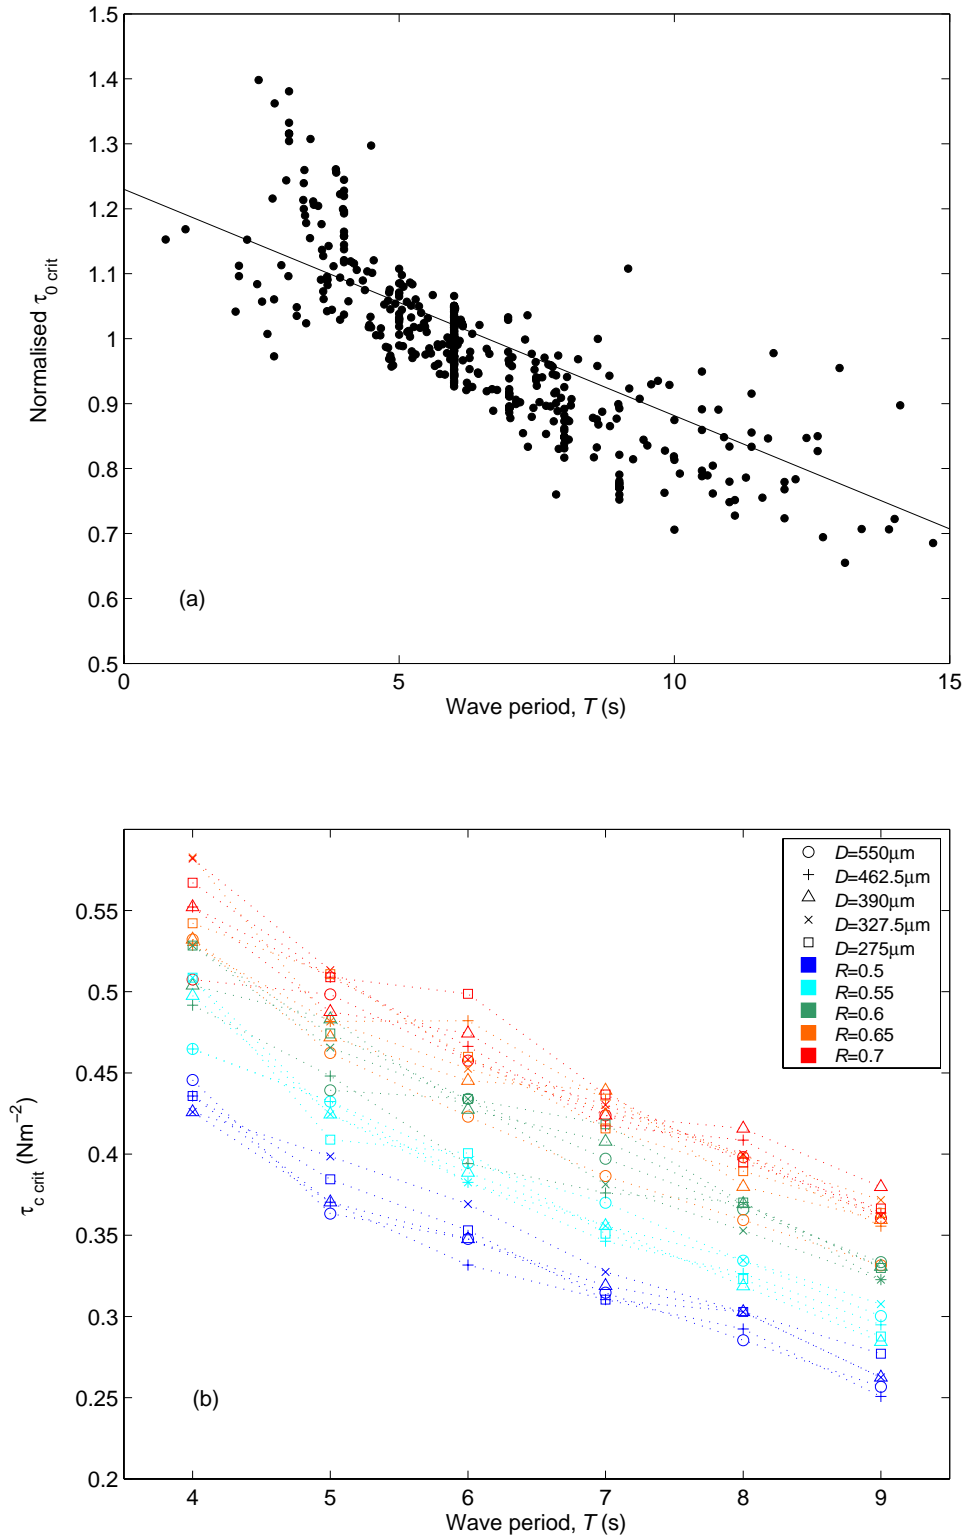 1.5
1.4
1.3
1.2
1.1
1
0.9
0.8
0.7
0.6
0.5
Normalised τ0 crit
(a)
0 5 10 15
Wave period, T (s)
0.55
0.5
0.45
0.4
0.35
0.3
0.25
0.2
τc crit (Nm−2)
D=550μm
D=462.5μm
D=390μm
D=327.5μm
D=275μm
R=0.5
R=0.55
R=0.6
R=0.65
R=0.7
(b)
4 5 6 7 8 9
Wave period, T (s)